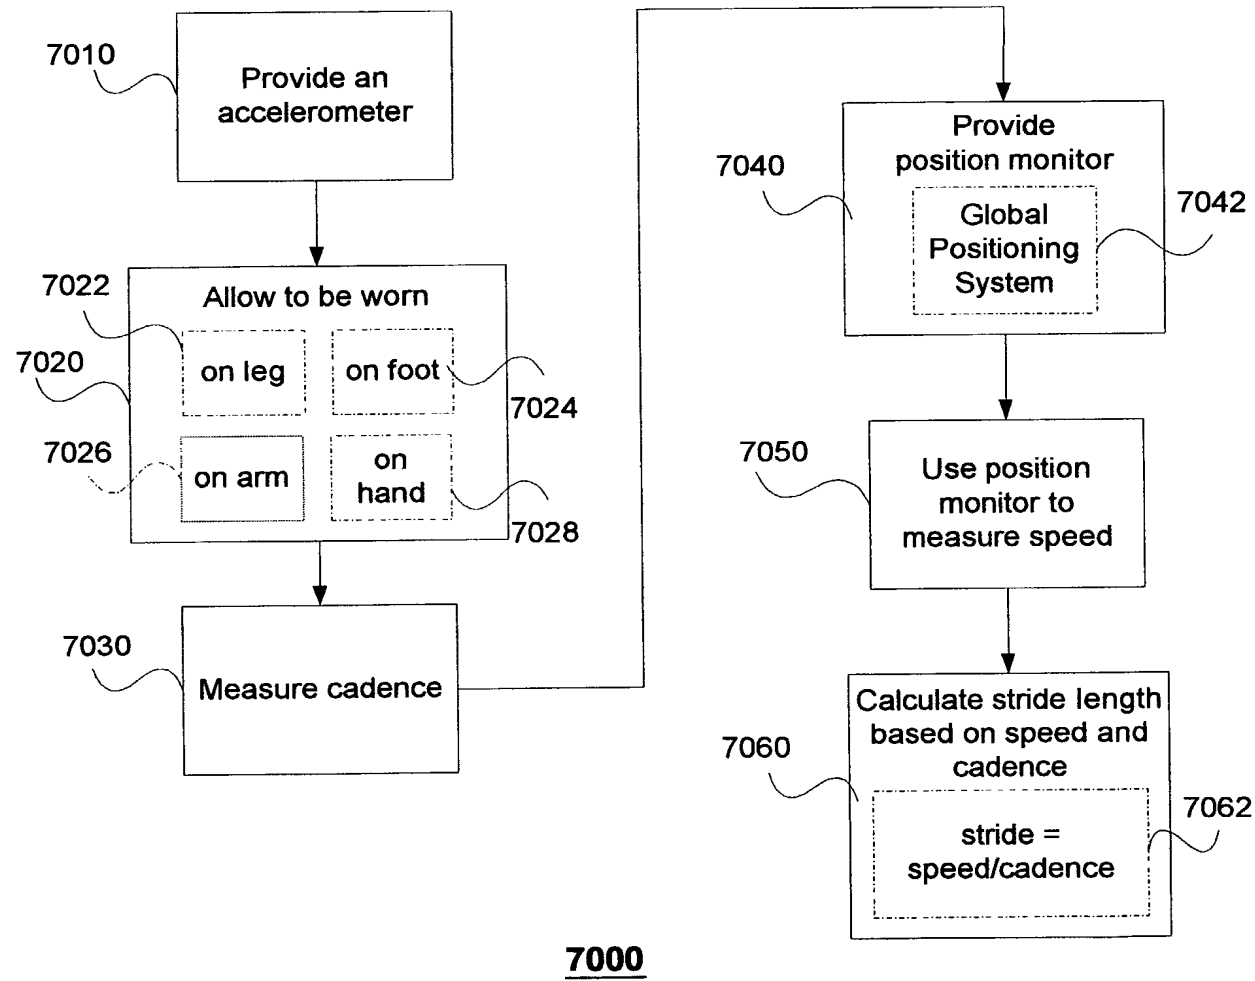 7010
Provide an
accelerometer
7022
Allow to be worn
7020
on leg
on foot
7024
7026
on arm
on
hand
7028
7030
Measure cadence
Provide
position monitor
7040
7042
Global
Positioning
System
7050
Use position
monitor to
measure speed
Calculate stride length
based on speed and
cadence
7060
7062
stride =
speed/cadence
7000